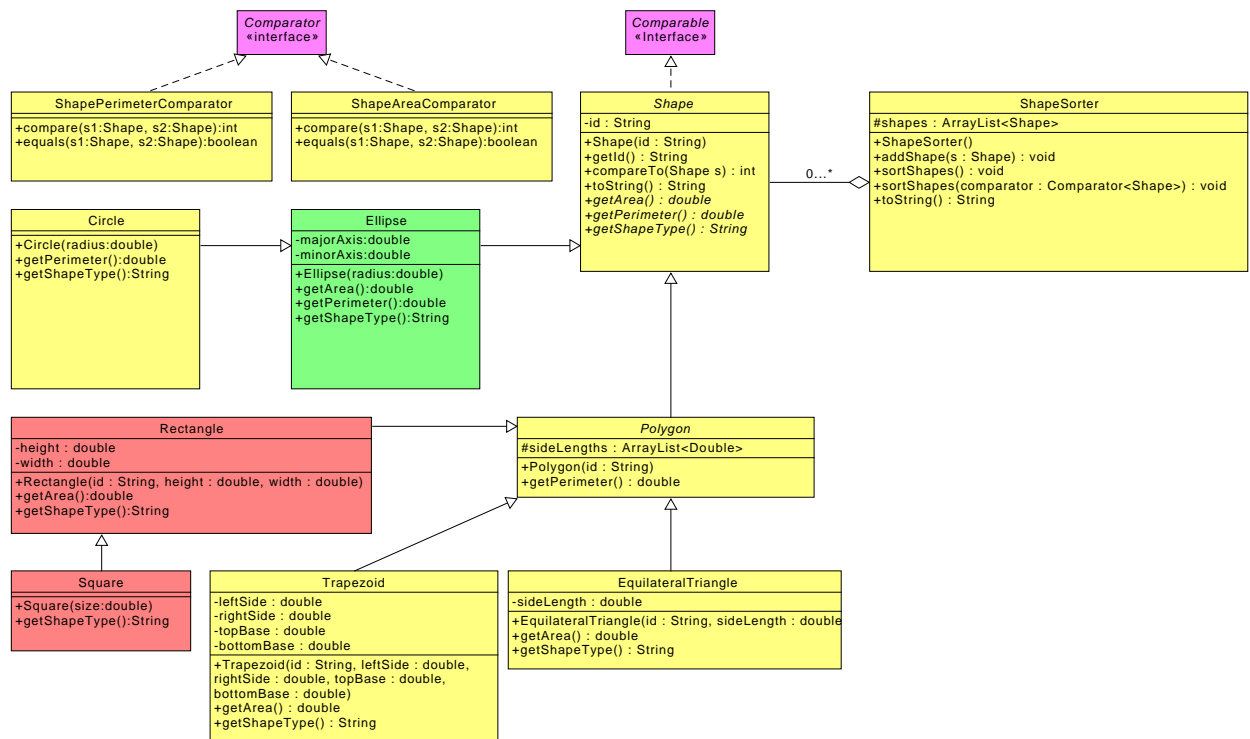 Comparator
«interface»
Comparable
«Interface»
ShapePerimeterComparator
+compare(s1:Shape, s2:Shape):int
+equals(s1:Shape, s2:Shape):boolean
ShapeAreaComparator
+compare(s1:Shape, s2:Shape):int
+equals(s1:Shape, s2:Shape):boolean
Shape
-id : String
+Shape(id : String)
+getId() : String
+compareTo(Shape s) : int
+toString() : String
+getArea() : double
+getPerimeter() : double
+getShapeType() : String
0...*
ShapeSorter
#shapes : ArrayList<Shape>
+ShapeSorter()
+addShape(s : Shape) : void
+sortShapes() : void
+sortShapes(comparator : Comparator<Shape>) : void
+toString() : String
Circle
+Circle(radius:double)
+getPerimeter():double
+getShapeType():String
Ellipse
-majorAxis:double
-minorAxis:double
+Ellipse(radius:double)
+getArea():double
+getPerimeter():double
+getShapeType():String
Rectangle
-height : double
-width : double
+Rectangle(id : String, height : double, width : double)
+getArea():double
+getShapeType():String
Polygon
#sideLengths : ArrayList<Double>
+Polygon(id : String)
+getPerimeter() : double
Square
+Square(size:double)
+getShapeType():String
Trapezoid
-leftSide : double
-rightSide : double
-topBase : double
-bottomBase : double
+Trapezoid(id : String, leftSide : double,
rightSide : double, topBase : double,
bottomBase : double)
+getArea() : double
+getShapeType() : String
EquilateralTriangle
-sideLength : double
+EquilateralTriangle(id : String, sideLength : double
+getArea() : double
+getShapeType() : String